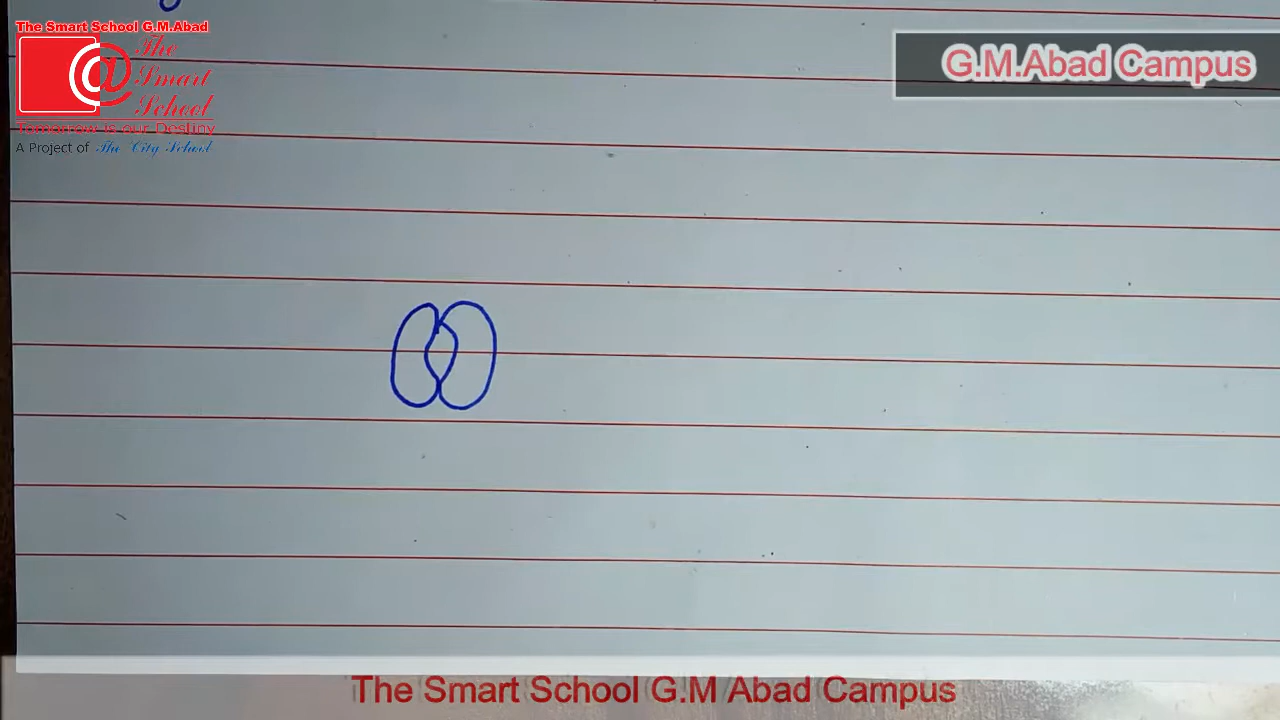 The Smart School G.M.Abad
@ The
Smart
School
Tomorrow is our Destiny
A Project of The City School
G.M.Abad Campus
The Smart School G.M Abad Campus